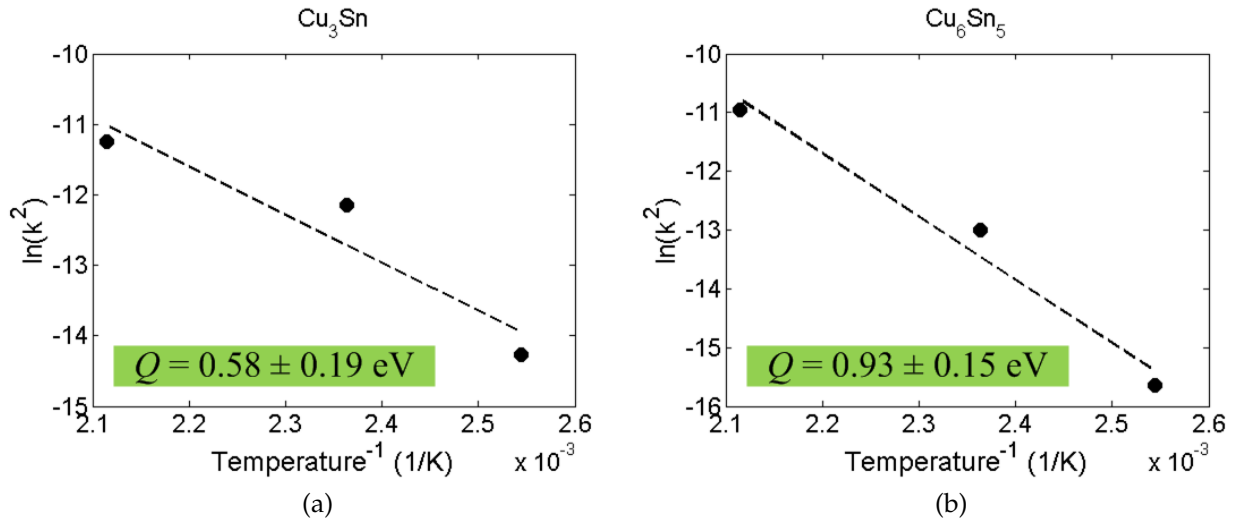 Cu₃Sn
-10
-11
-12
-13
-14
-15
ln(k²)
Q = 0.58 ± 0.19 eV
2.1 2.2 2.3 2.4 2.5 2.6
Temperature⁻¹ (1/K) x 10⁻³
(a)
Cu₆Sn₅
-10
-11
-12
-13
-14
-15
-16
ln(k²)
Q = 0.93 ± 0.15 eV
2.1 2.2 2.3 2.4 2.5 2.6
Temperature⁻¹ (1/K) x 10⁻³
(b)